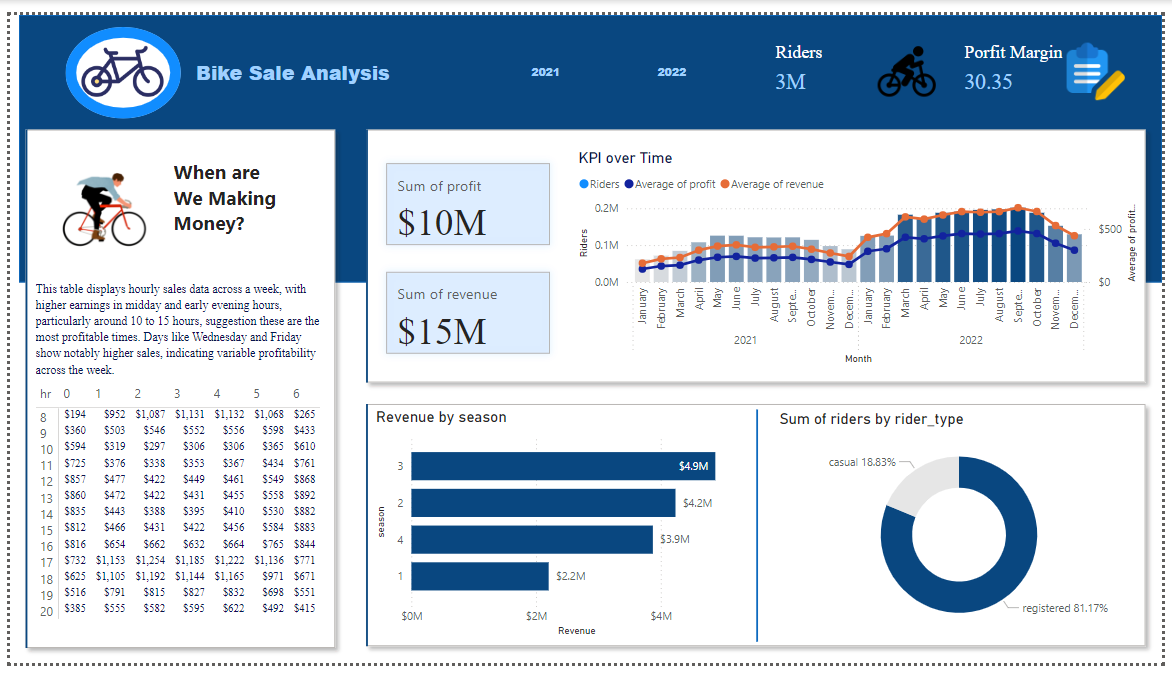 Bike Sale Analysis
2021
2022
Riders
3M
Porfit Margin
30.35
When are
We Making
Money?
This table displays hourly sales data across a week, with
higher earnings in midday and early evening hours,
particularly around 10 to 15 hours, suggestion these are the
most profitable times. Days like Wednesday and Friday
show notably higher sales, indicating variable profitability
across the week.
hr 0 1 2 3 4 5 6
8 $194 $952 $1,087 $1,131 $1,132 $1,068 $265
9 $360 $503 $546 $552 $556 $598 $433
10 $594 $319 $297 $306 $306 $365 $610
11 $725 $376 $338 $353 $367 $434 $761
12 $857 $477 $422 $449 $461 $549 $868
13 $860 $472 $422 $431 $455 $558 $892
14 $835 $443 $388 $395 $410 $530 $882
15 $812 $466 $431 $422 $456 $584 $883
16 $816 $654 $662 $632 $664 $765 $844
17 $732 $1,153 $1,254 $1,185 $1,222 $1,136 $771
18 $625 $1,105 $1,192 $1,144 $1,165 $971 $671
19 $516 $791 $815 $827 $832 $698 $551
20 $385 $555 $582 $595 $622 $492 $415
Sum of profit
$10M
Sum of revenue
$15M
KPI over Time
Riders Average of profit Average of revenue
Riders
0.2M
0.1M
0.0M
$500
$0
Average of profit...
January February March April May June July August Septe... October Novem... Decem... January February March April May June July August Septe... October Novem... Decem...
2021 2022
Month
Revenue by season
season
3 $4.9M
2 $4.2M
4 $3.9M
1 $2.2M
$0M $2M $4M
Revenue
Sum of riders by rider_type
casual 18.83%
registered 81.17%